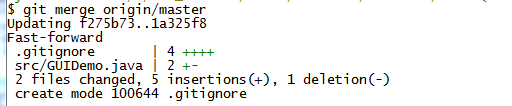 $ git merge origin/master
Updating f275b73..1a325f8
Fast-forward
 .gitignore       | 4 ++++
 src/GUIDemo.java | 2 +-
 2 files changed, 5 insertions(+), 1 deletion(-)
 create mode 100644 .gitignore